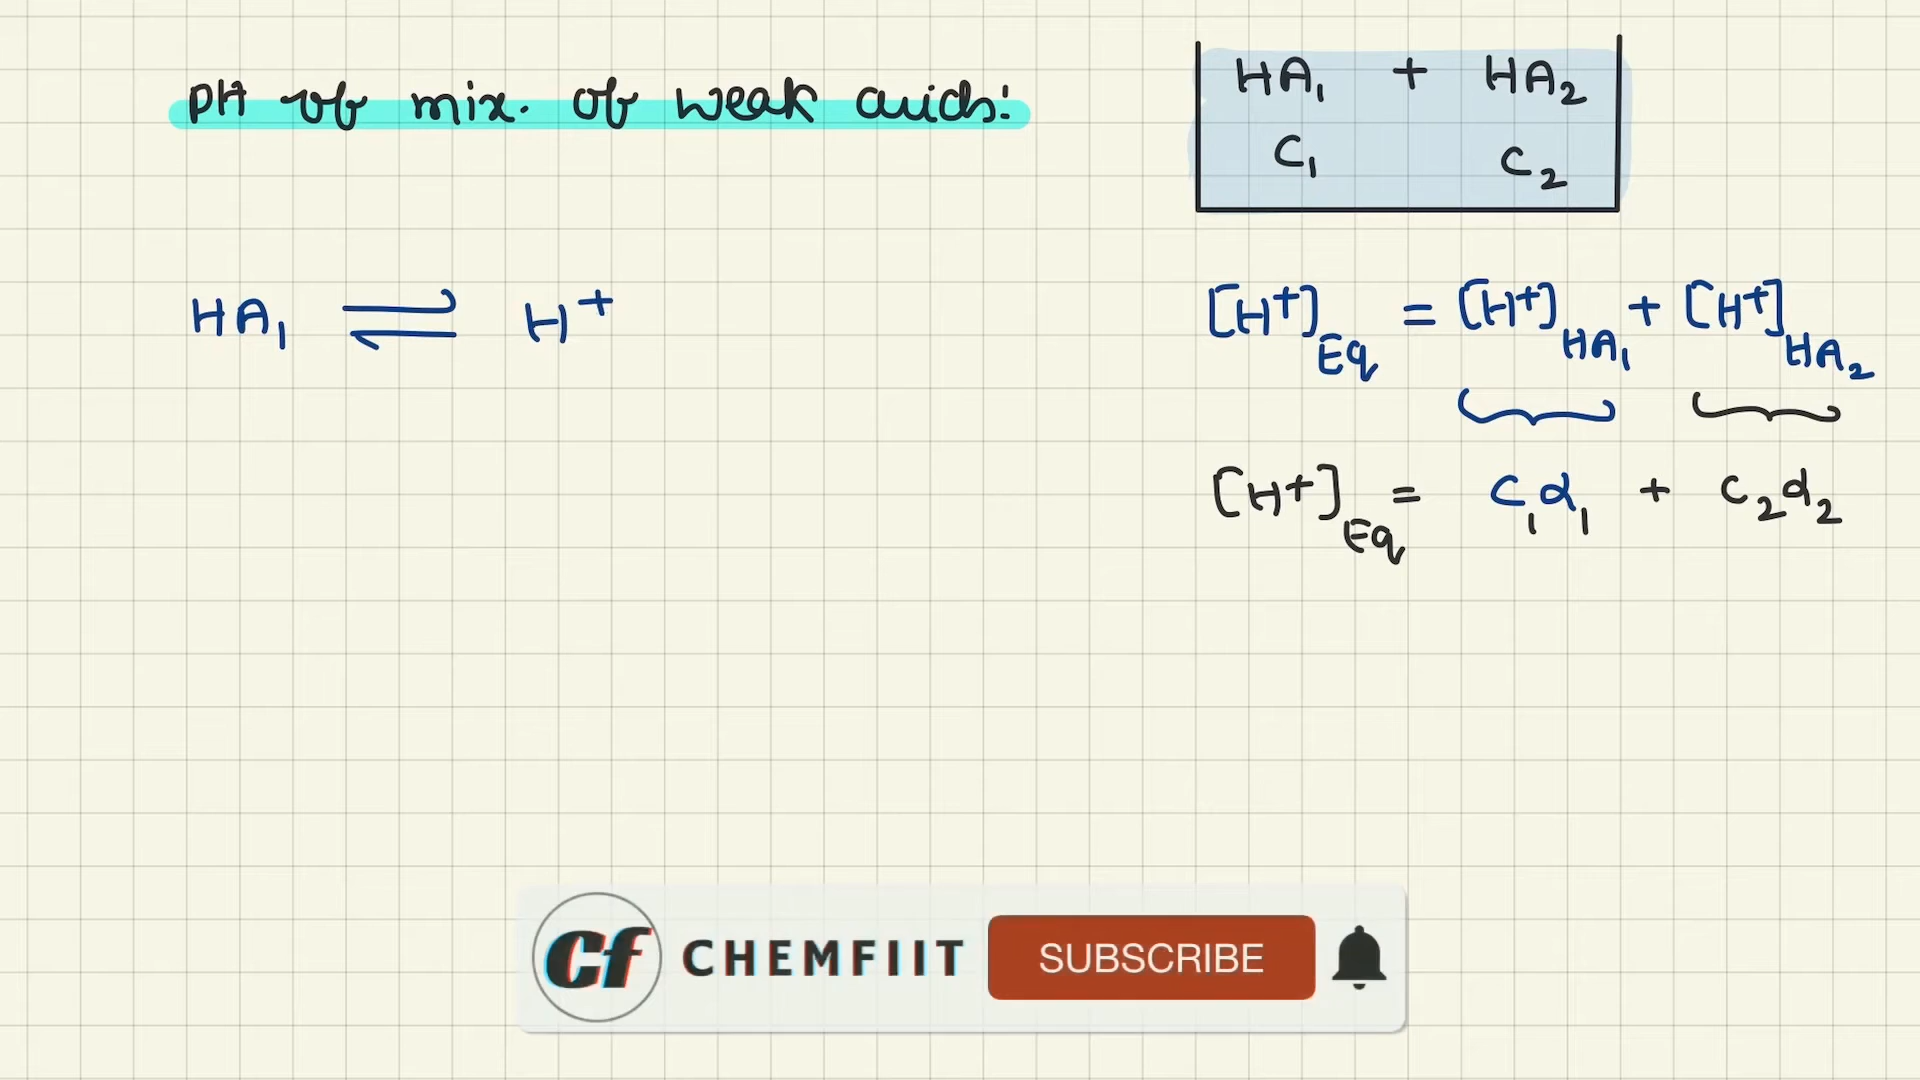 pH of mix. of weak acids:
HA₁ + HA₂
C₁ C₂
HA₁ ⇌ H⁺
[H⁺]Eq = [H⁺]HA₁ + [H⁺]HA₂
[H⁺]Eq = C₁α₁ + C₂α₂
Cf CHEMFIIT SUBSCRIBE